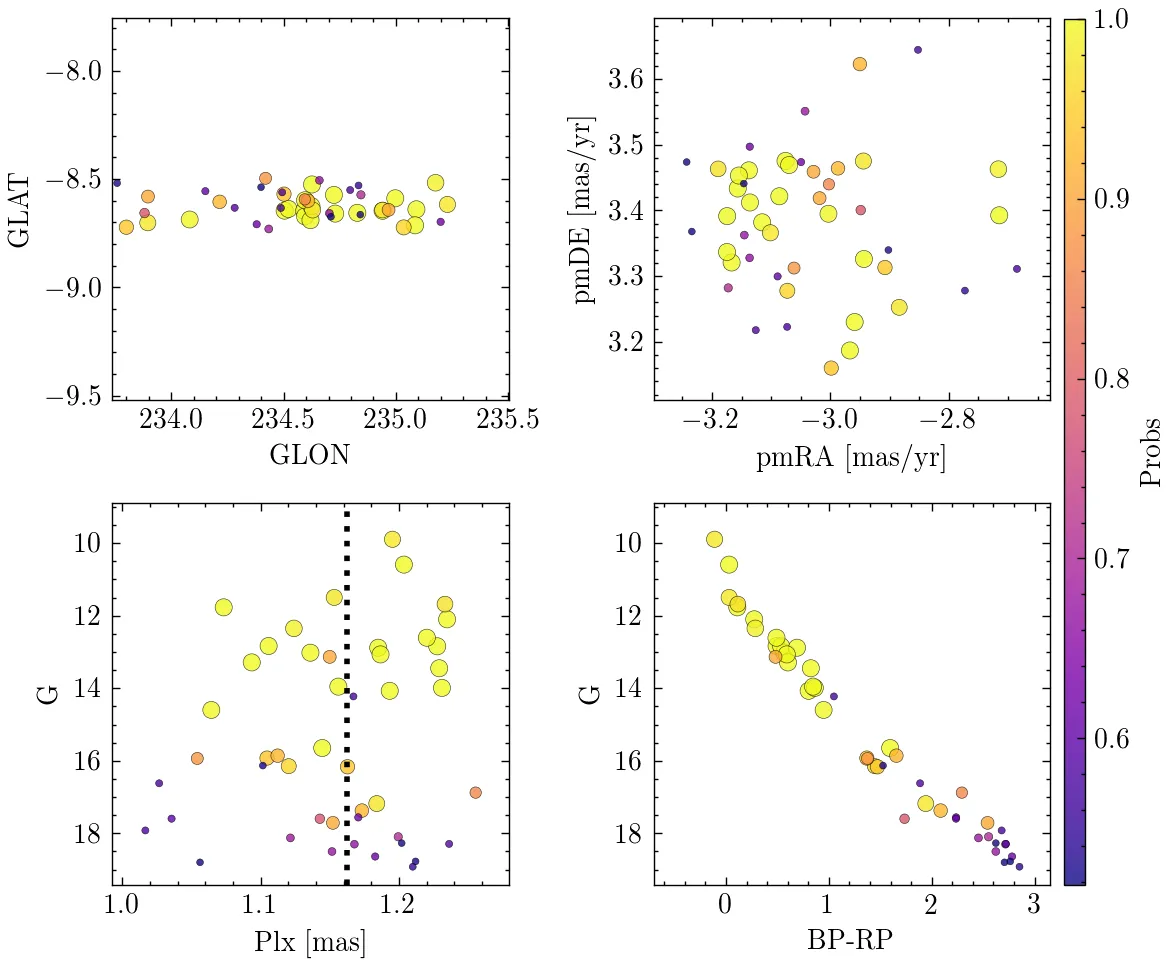 −8.0
−8.5
−9.0
−9.5
GLAT
234.0 234.5 235.0 235.5
GLON
3.6
3.5
3.4
3.3
3.2
pmDE [mas/yr]
−3.2 −3.0 −2.8
pmRA [mas/yr]
1.0
0.9
0.8
0.7
0.6
Probs
10
12
14
16
18
G
1.0 1.1 1.2
Plx [mas]
10
12
14
16
18
G
0 1 2 3
BP-RP